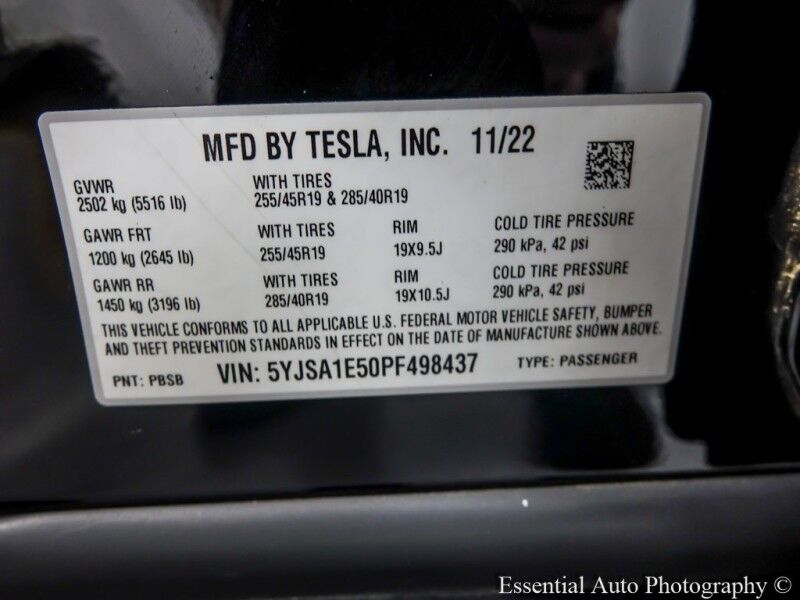 MFD BY TESLA, INC. 11/22
GVWR
2502 kg (5516 lb)
WITH TIRES
255/45R19 & 285/40R19
GAWR FRT
1200 kg (2645 lb)
WITH TIRES
255/45R19
RIM
19X9.5J
COLD TIRE PRESSURE
290 kPa, 42 psi
GAWR RR
1450 kg (3196 lb)
WITH TIRES
285/40R19
RIM
19X10.5J
COLD TIRE PRESSURE
290 kPa, 42 psi
THIS VEHICLE CONFORMS TO ALL APPLICABLE U.S. FEDERAL MOTOR VEHICLE SAFETY, BUMPER
AND THEFT PREVENTION STANDARDS IN EFFECT ON THE DATE OF MANUFACTURE SHOWN ABOVE.
PNT: PBSB VIN: 5YJSA1E50PF498437 TYPE: PASSENGER
Essential Auto Photography ©